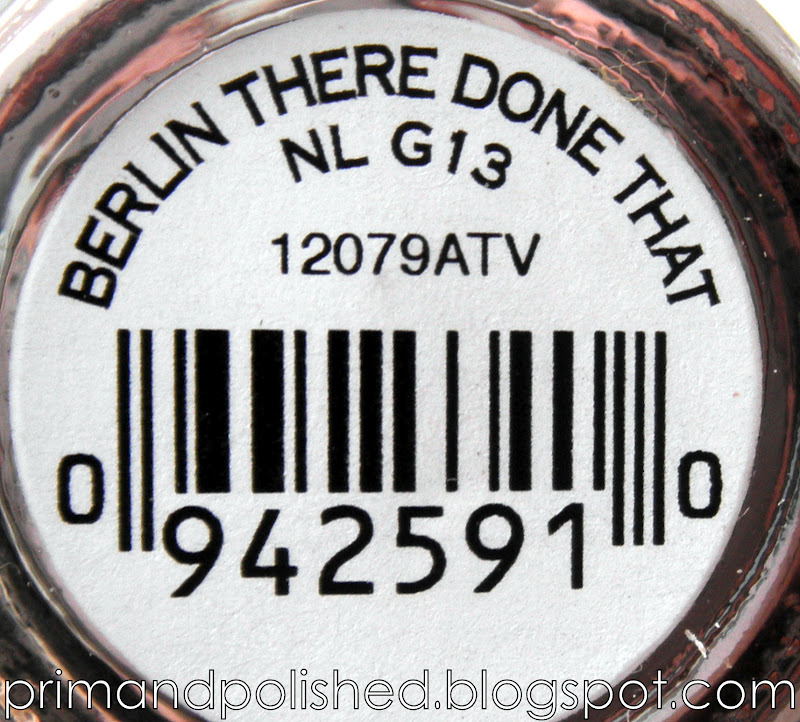 BERLIN THERE DONE THAT
NL G13
12079ATV
0 942591 0
primandpolished.blogspot.com